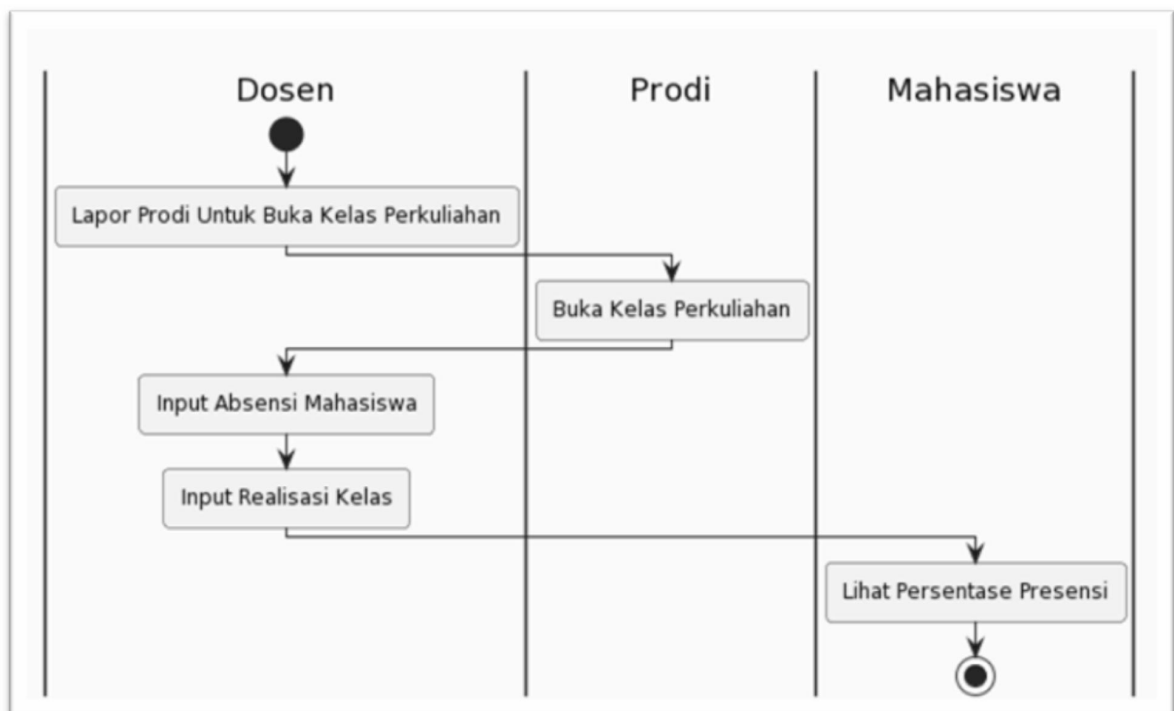 Dosen
Prodi
Mahasiswa
Lapor Prodi Untuk Buka Kelas Perkuliahan
Buka Kelas Perkuliahan
Input Absensi Mahasiswa
Input Realisasi Kelas
Lihat Persentase Presensi